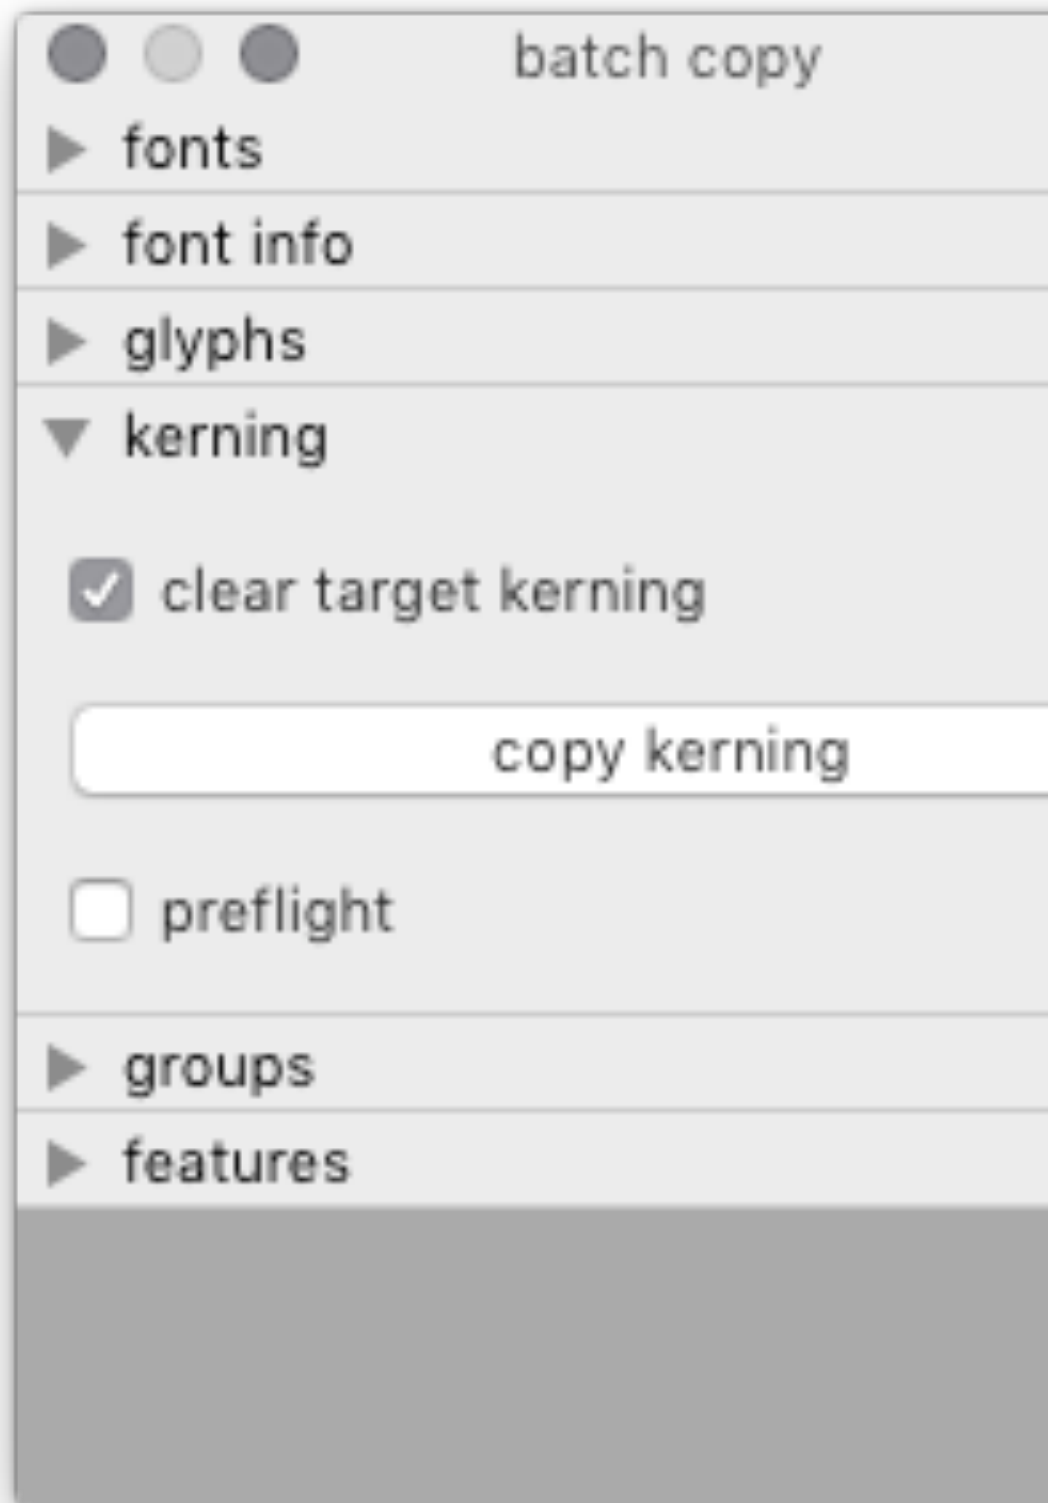 batch copy
fonts
font info
glyphs
kerning
clear target kerning
copy kerning
preflight
groups
features